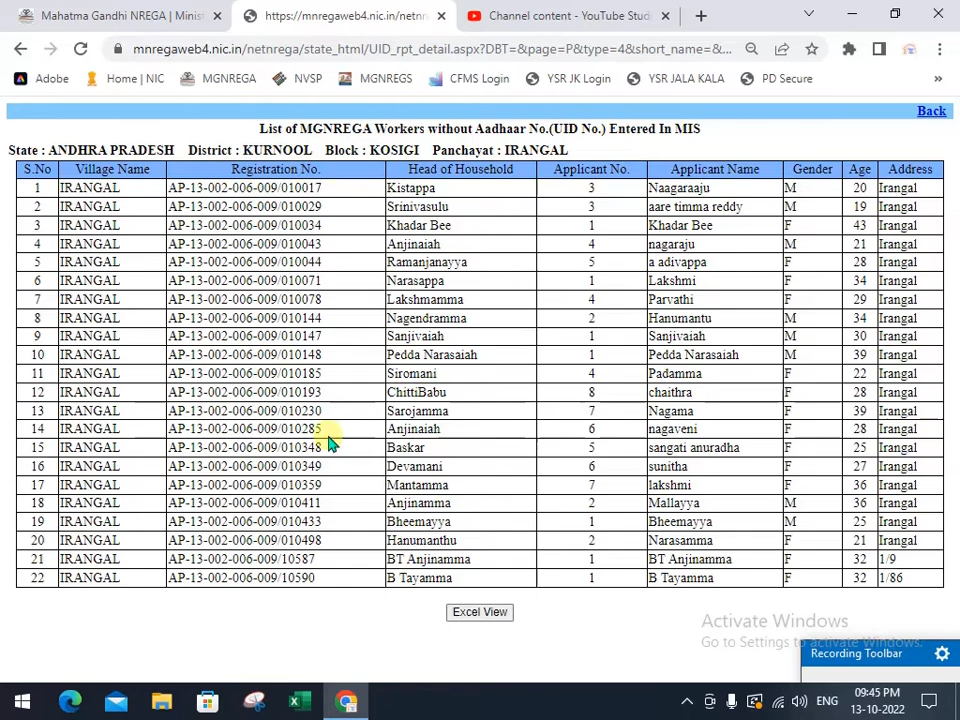 Mahatma Gandhi NREGA | Minist
https://mnregaweb4.nic.in/netnr
Channel content - YouTube Stud
mnregaweb4.nic.in/netnrega/state_html/UID_rpt_detail.aspx?DBT=&page=P&type=4&short_name=&...
Adobe Home | NIC MGNREGA NVSP MGNREGS CFMS Login YSR JK Login YSR JALA KALA PD Secure »
Back
List of MGNREGA Workers without Aadhaar No.(UID No.) Entered In MIS
State : ANDHRA PRADESH District : KURNOOL Block : KOSIGI Panchayat : IRANGAL
S.No Village Name Registration No. Head of Household Applicant No. Applicant Name Gender Age Address
1 IRANGAL AP-13-002-006-009/010017 Kistappa 3 Naagaraaju M 20 Irangal
2 IRANGAL AP-13-002-006-009/010029 Srinivasulu 3 aare timma reddy M 19 Irangal
3 IRANGAL AP-13-002-006-009/010034 Khadar Bee 1 Khadar Bee F 43 Irangal
4 IRANGAL AP-13-002-006-009/010043 Anjinaiah 4 nagaraju M 21 Irangal
5 IRANGAL AP-13-002-006-009/010044 Ramanjanayya 5 a adivappa F 28 Irangal
6 IRANGAL AP-13-002-006-009/010071 Narasappa 1 Lakshmi F 34 Irangal
7 IRANGAL AP-13-002-006-009/010078 Lakshmamma 4 Parvathi F 29 Irangal
8 IRANGAL AP-13-002-006-009/010144 Nagendramma 2 Hanumantu M 34 Irangal
9 IRANGAL AP-13-002-006-009/010147 Sanjivaiah 1 Sanjivaiah M 30 Irangal
10 IRANGAL AP-13-002-006-009/010148 Pedda Narasaiah 1 Pedda Narasaiah M 39 Irangal
11 IRANGAL AP-13-002-006-009/010185 Siromani 4 Padamma F 22 Irangal
12 IRANGAL AP-13-002-006-009/010193 ChittiBabu 8 chaithra F 28 Irangal
13 IRANGAL AP-13-002-006-009/010230 Sarojamma 7 Nagama F 39 Irangal
14 IRANGAL AP-13-002-006-009/010285 Anjinaiah 6 nagaveni F 28 Irangal
15 IRANGAL AP-13-002-006-009/010348 Baskar 5 sangati anuradha F 25 Irangal
16 IRANGAL AP-13-002-006-009/010349 Devamani 6 sunitha F 27 Irangal
17 IRANGAL AP-13-002-006-009/010359 Mantamma 7 lakshmi F 36 Irangal
18 IRANGAL AP-13-002-006-009/010411 Anjinamma 2 Mallayya M 36 Irangal
19 IRANGAL AP-13-002-006-009/010433 Bheemayya 1 Bheemayya M 25 Irangal
20 IRANGAL AP-13-002-006-009/010498 Hanumanthu 2 Narasamma F 21 Irangal
21 IRANGAL AP-13-002-006-009/10587 BT Anjinamma 1 BT Anjinamma F 32 1/9
22 IRANGAL AP-13-002-006-009/10590 B Tayamma 1 B Tayamma F 32 1/86
Excel View
Activate Windows
Go to Settings to activate Windows.
Recording Toolbar
ENG
09:45 PM
13-10-2022